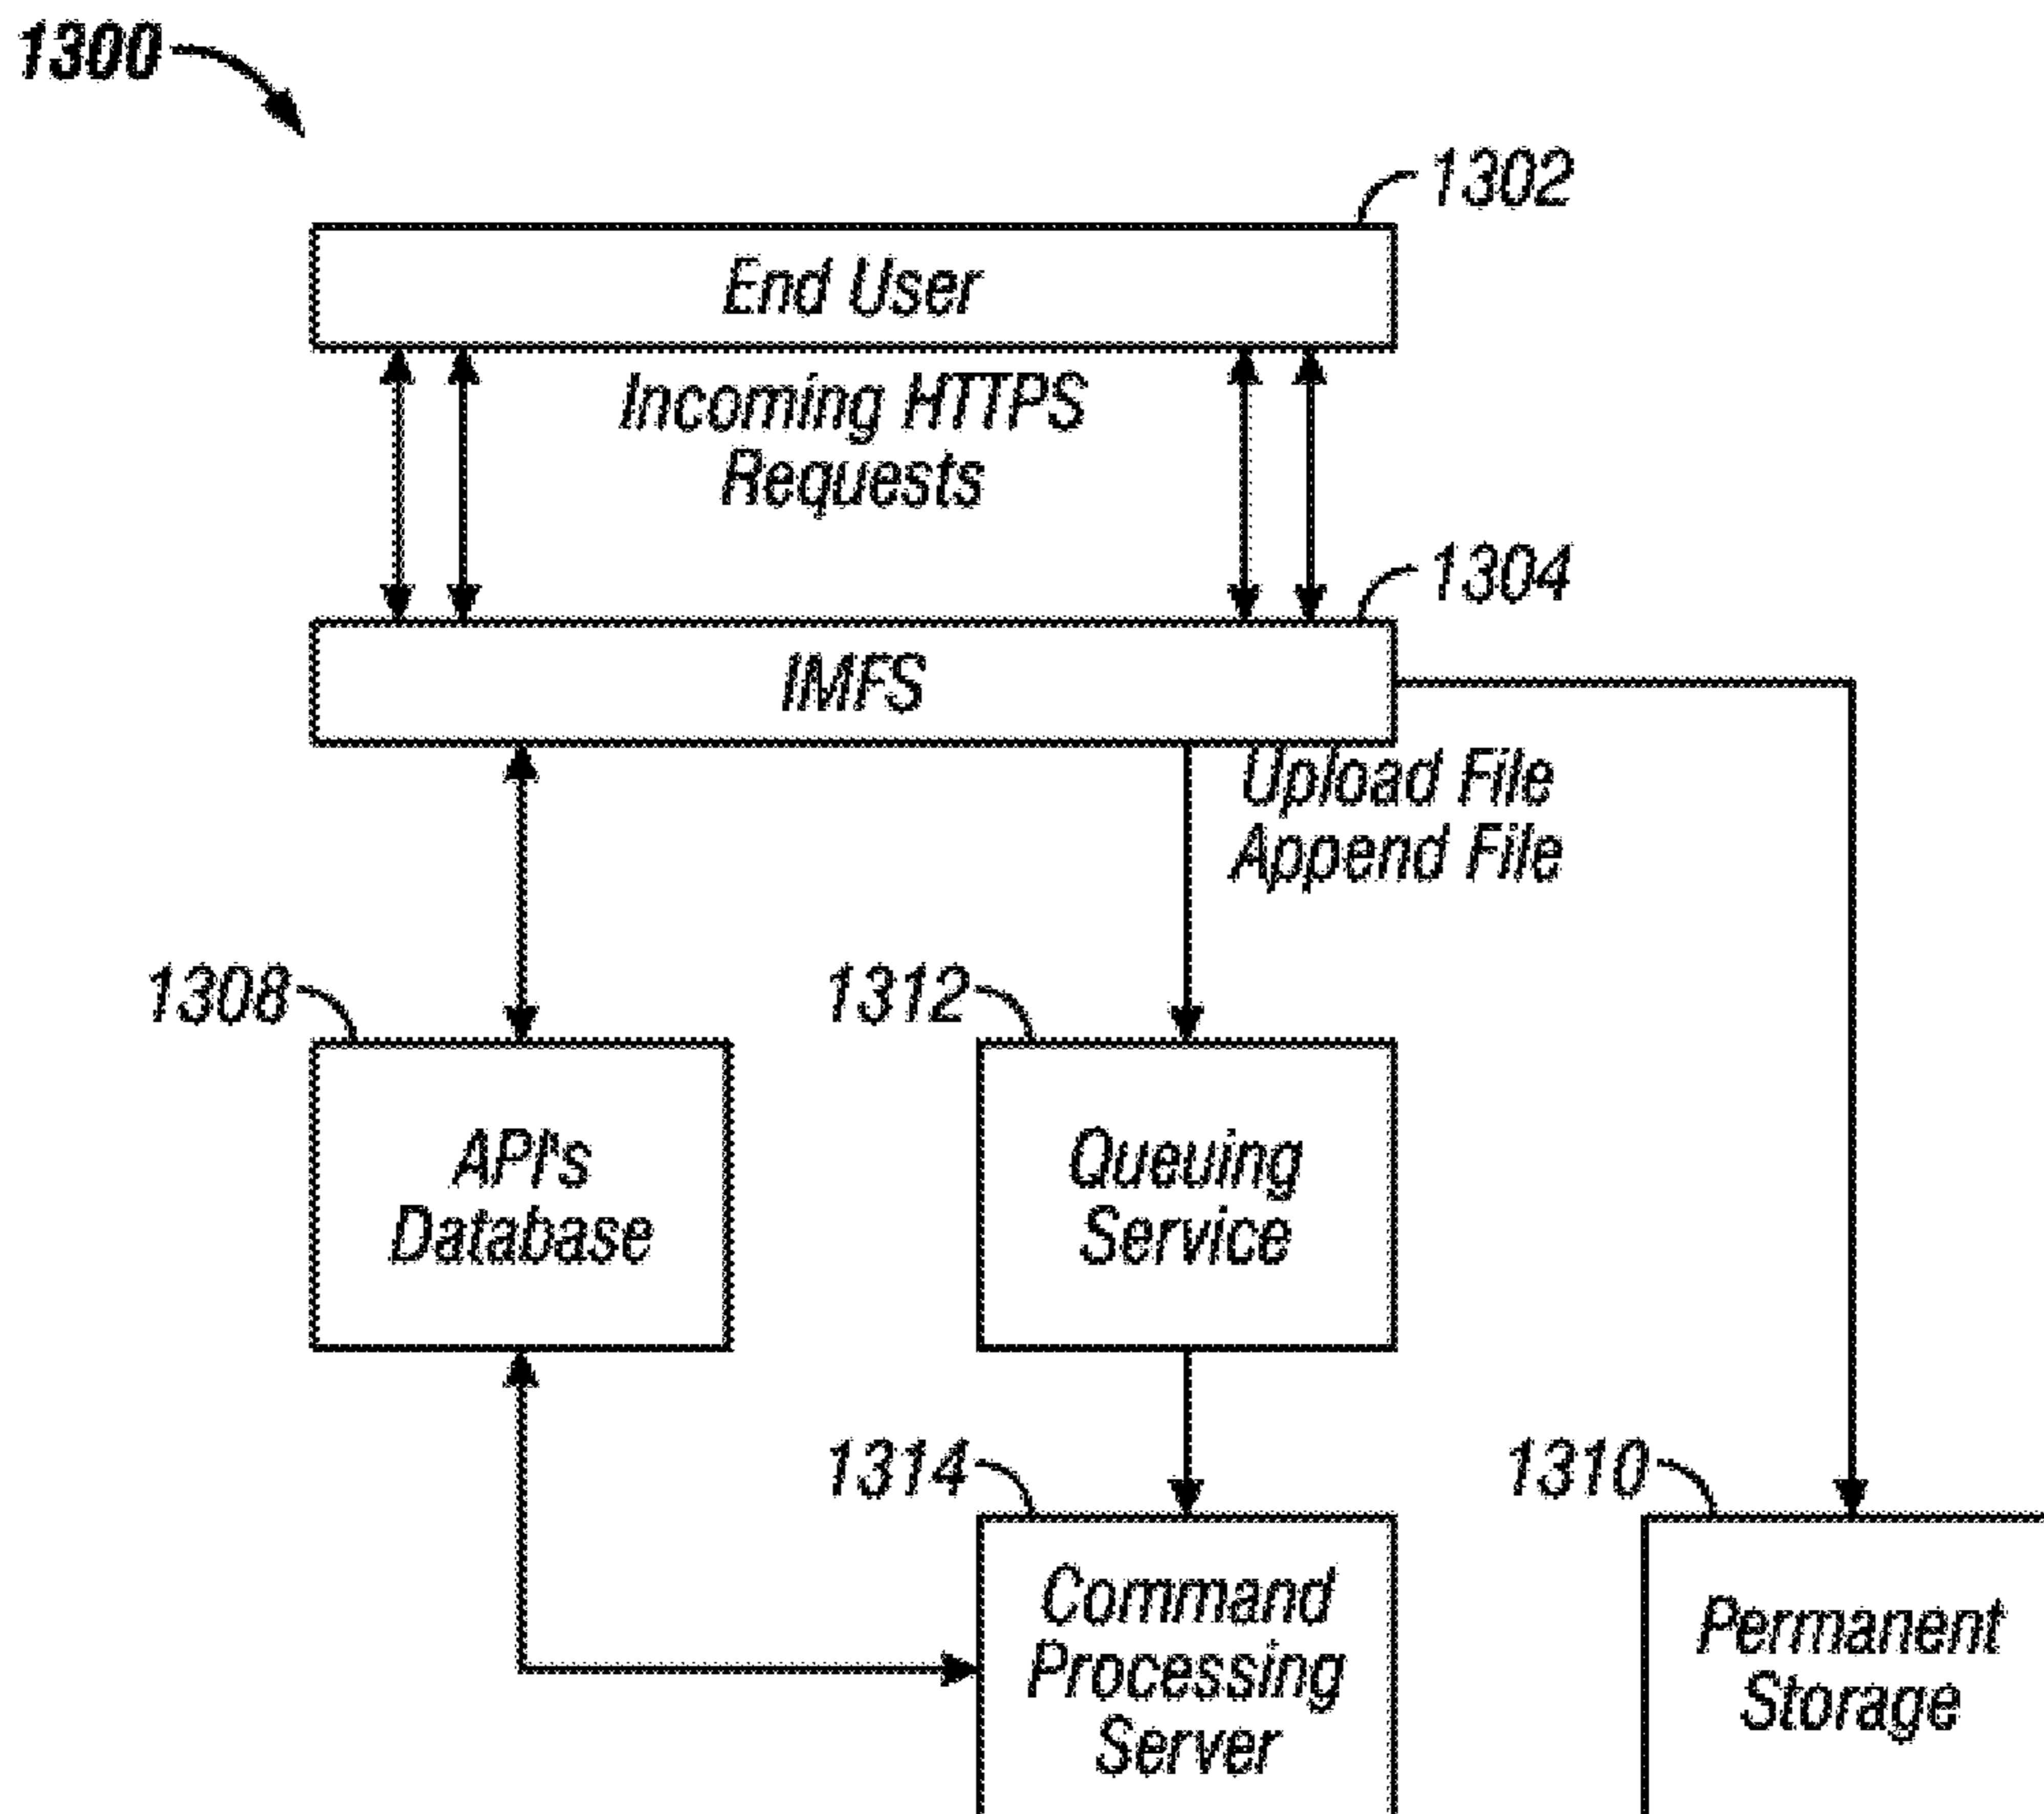 1300
1302
End User
Incoming HTTPS
Requests
1304
IMFS
Upload File
Append File
1308
1312
API's
Database
Queuing
Service
1314
1310
Command
Processing
Server
Permanent
Storage